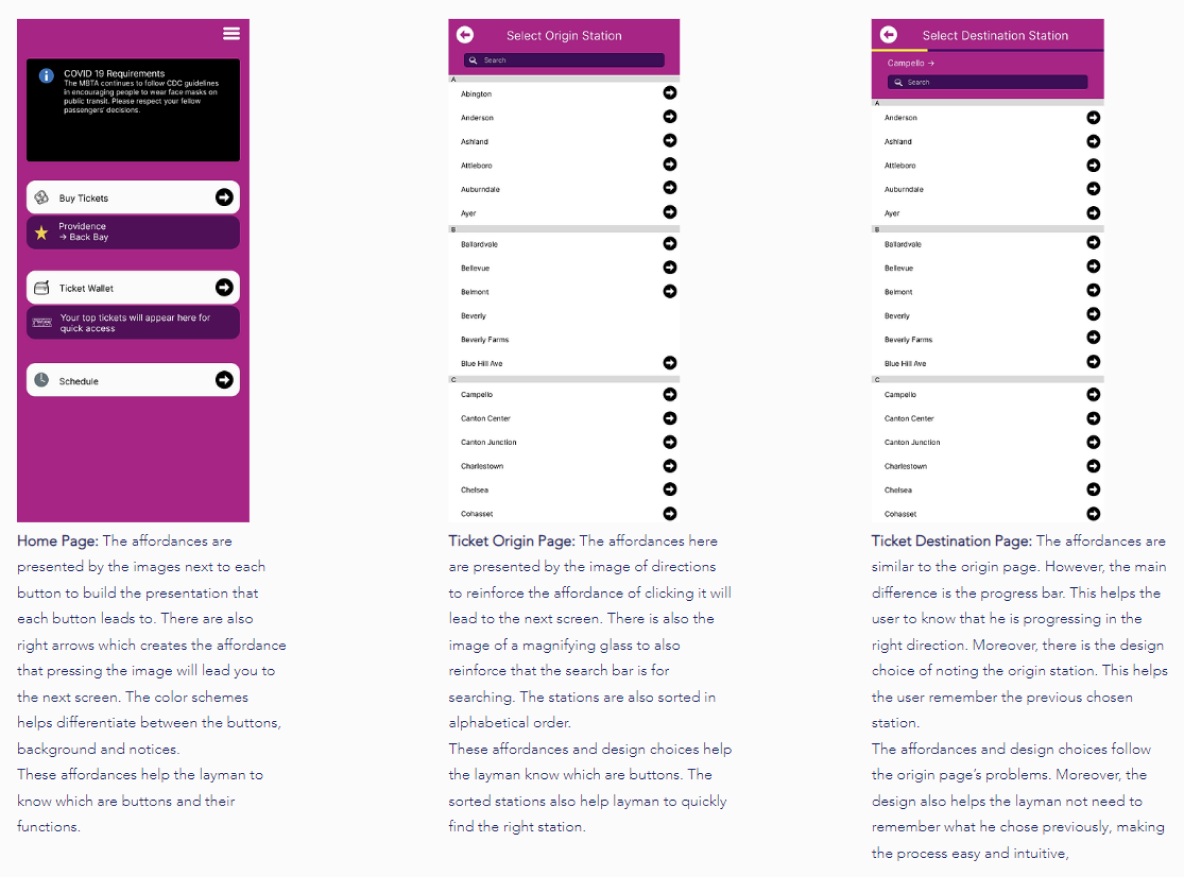 COVID 19 Requirements
The MBTA continues to follow CDC guidelines
in encouraging people to wear face masks on
public transit. Please respect your fellow
passengers' decisions.
Buy Tickets
Providence
→ Back Bay
Ticket Wallet
Your top tickets will appear here for
quick access
Schedule
Home Page: The affordances are
presented by the images next to each
button to build the presentation that
each button leads to. There are also
right arrows which creates the affordance
that pressing the image will lead you to
the next screen. The color schemes
helps differentiate between the buttons,
background and notices.
These affordances help the layman to
know which are buttons and their
functions.
Select Origin Station
Search
A
Abington
Anderson
Ashland
Attleboro
Auburndale
Ayer
B
Ballardvale
Bellevue
Belmont
Beverly
Beverly Farms
Blue Hill Ave
C
Campello
Canton Center
Canton Junction
Charlestown
Chelsea
Cohasset
Ticket Origin Page: The affordances here
are presented by the image of directions
to reinforce the affordance of clicking it will
lead to the next screen. There is also the
image of a magnifying glass to also
reinforce that the search bar is for
searching. The stations are also sorted in
alphabetical order.
These affordances and design choices help
the layman know which are buttons. The
sorted stations also help layman to quickly
find the right station.
Select Destination Station
Campello →
Search
A
Anderson
Ashland
Attleboro
Auburndale
Ayer
B
Ballardvale
Bellevue
Belmont
Beverly
Beverly Farms
Blue Hill Ave
C
Campello
Canton Center
Canton Junction
Charlestown
Chelsea
Cohasset
Ticket Destination Page: The affordances are
similar to the origin page. However, the main
difference is the progress bar. This helps the
user to know that he is progressing in the
right direction. Moreover, there is the design
choice of noting the origin station. This helps
the user remember the previous chosen
station.
The affordances and design choices follow
the origin page's problems. Moreover, the
design also helps the layman not need to
remember what he chose previously, making
the process easy and intuitive,